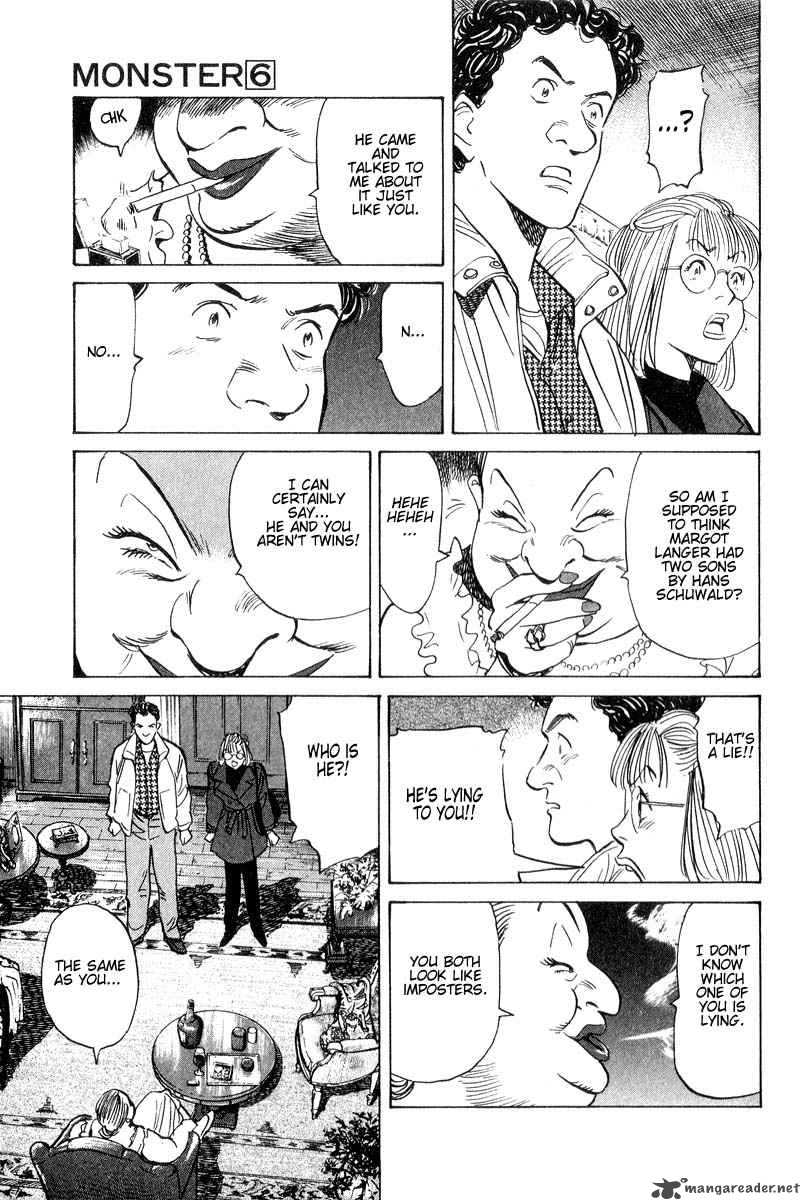 MONSTER 6
...?
HE CAME
AND
TALKED TO
ME ABOUT
IT JUST
LIKE YOU.
CHK
N...
NO...
SO AM I
SUPPOSED
TO THINK
MARGOT
LANGER HAD
TWO SONS
BY HANS
SCHUWALD?
HEHE
HEHEH
...
I CAN
CERTAINLY
SAY...
HE AND YOU
AREN'T TWINS!
THAT'S
A LIE!!
HE'S LYING
TO YOU!!
I DON'T
KNOW
WHICH
ONE OF
YOU IS
LYING.
YOU BOTH
LOOK LIKE
IMPOSTERS.
WHO IS
HE?!
THE SAME
AS YOU...
mangareader.net